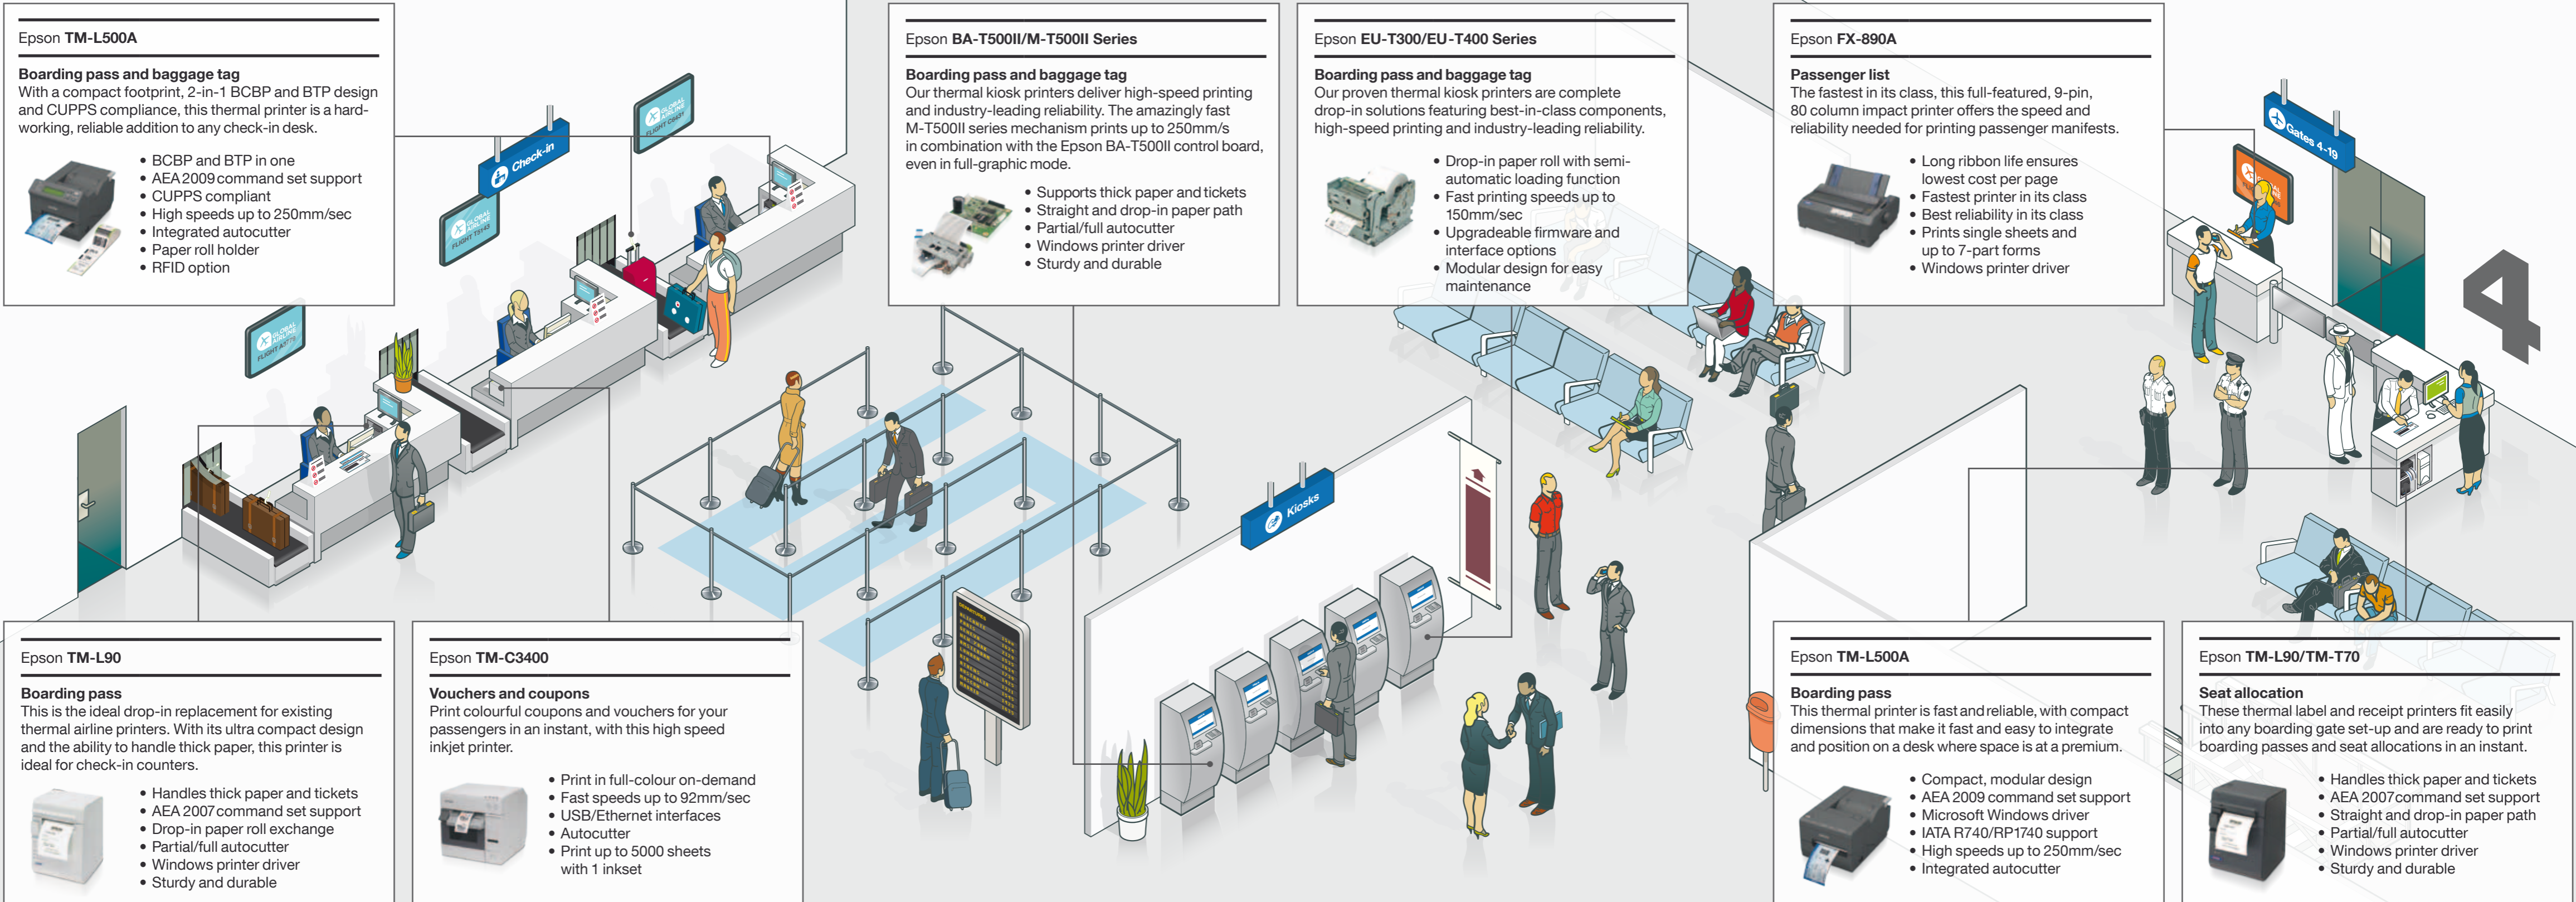 Epson TM-L500A
Boarding pass and baggage tag
With a compact footprint, 2-in-1 BCBP and BTP design
and CUPPS compliance, this thermal printer is a hard-
working, reliable addition to any check-in desk.
• BCBP and BTP in one
• AEA 2009 command set support
• CUPPS compliant
• High speeds up to 250mm/sec
• Integrated autocutter
• Paper roll holder
• RFID option
Epson BA-T500II/M-T500II Series
Boarding pass and baggage tag
Our thermal kiosk printers deliver high-speed printing
and industry-leading reliability. The amazingly fast
M-T500II series mechanism prints up to 250mm/s
in combination with the Epson BA-T500II control board,
even in full-graphic mode.
• Supports thick paper and tickets
• Straight and drop-in paper path
• Partial/full autocutter
• Windows printer driver
• Sturdy and durable
Epson EU-T300/EU-T400 Series
Boarding pass and baggage tag
Our proven thermal kiosk printers are complete
drop-in solutions featuring best-in-class components,
high-speed printing and industry-leading reliability.
• Drop-in paper roll with semi-
automatic loading function
• Fast printing speeds up to
150mm/sec
• Upgradeable firmware and
interface options
• Modular design for easy
maintenance
Epson FX-890A
Passenger list
The fastest in its class, this full-featured, 9-pin,
80 column impact printer offers the speed and
reliability needed for printing passenger manifests.
• Long ribbon life ensures
lowest cost per page
• Fastest printer in its class
• Best reliability in its class
• Prints single sheets and
up to 7-part forms
• Windows printer driver
GLOBAL
AIRLINE
FLIGHT C8431
Check-in
GLOBAL
AIRLINE
FLIGHT T5143
GLOBAL
AIRLINE
Gates 4-19
4
Kiosks
DEPARTURES
Epson TM-L90
Boarding pass
This is the ideal drop-in replacement for existing
thermal airline printers. With its ultra compact design
and the ability to handle thick paper, this printer is
ideal for check-in counters.
• Handles thick paper and tickets
• AEA 2007 command set support
• Drop-in paper roll exchange
• Partial/full autocutter
• Windows printer driver
• Sturdy and durable
Epson TM-C3400
Vouchers and coupons
Print colourful coupons and vouchers for your
passengers in an instant, with this high speed
inkjet printer.
• Print in full-colour on-demand
• Fast speeds up to 92mm/sec
• USB/Ethernet interfaces
• Autocutter
• Print up to 5000 sheets
with 1 inkset
Epson TM-L500A
Boarding pass
This thermal printer is fast and reliable, with compact
dimensions that make it fast and easy to integrate
and position on a desk where space is at a premium.
• Compact, modular design
• AEA 2009 command set support
• Microsoft Windows driver
• IATA R740/RP1740 support
• High speeds up to 250mm/sec
• Integrated autocutter
Epson TM-L90/TM-T70
Seat allocation
These thermal label and receipt printers fit easily
into any boarding gate set-up and are ready to print
boarding passes and seat allocations in an instant.
• Handles thick paper and tickets
• AEA 2007 command set support
• Straight and drop-in paper path
• Partial/full autocutter
• Windows printer driver
• Sturdy and durable